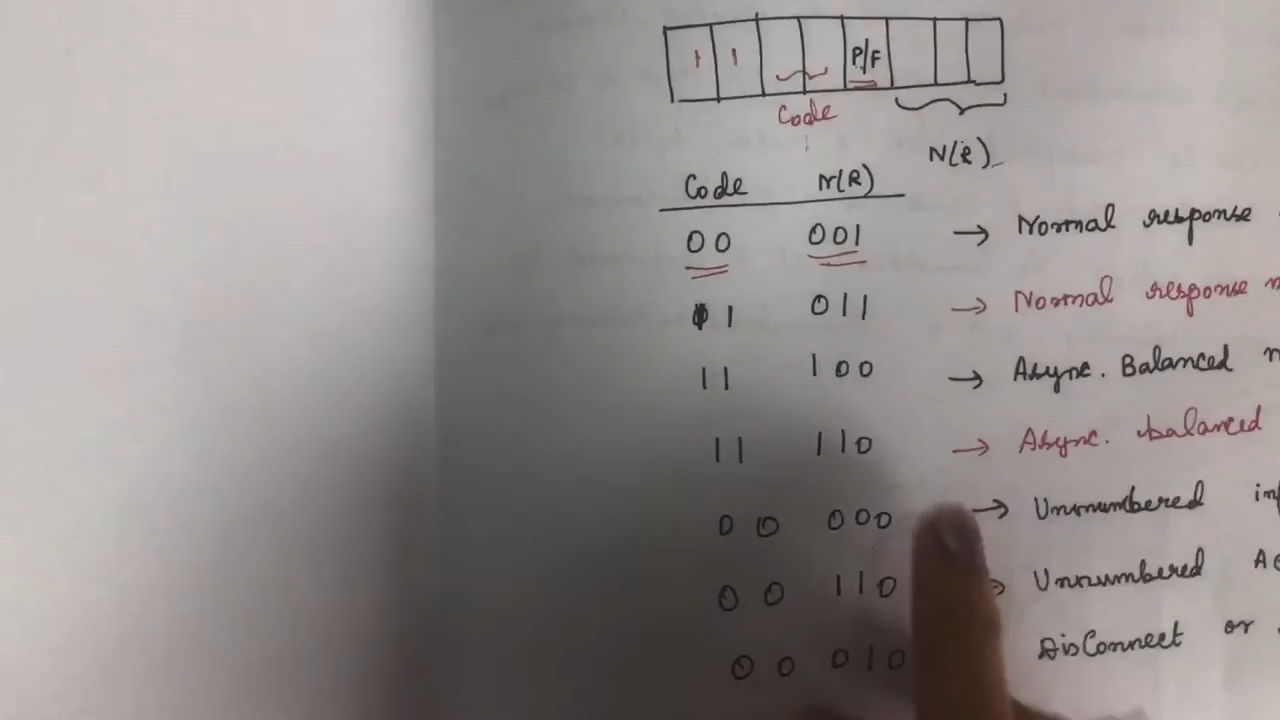 1 1 P/F
Code
N(R)
Code N(R)
00 001 → Normal response
11 011 → Normal response
11 100 → Async. Balanced
11 110 → Async. balanced
00 000 → Unnumbered
00 110 → Unnumbered
00 010 Disconnect or